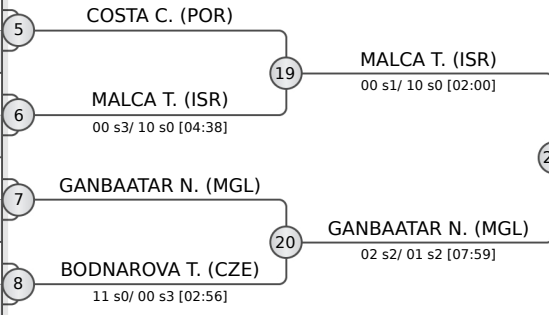 COSTA C. (POR)
5
19
MALCA T. (ISR)
00 s1/ 10 s0 [02:00]
MALCA T. (ISR)
6
00 s3/ 10 s0 [04:38]
GANBAATAR N. (MGL)
7
20
GANBAATAR N. (MGL)
02 s2/ 01 s2 [07:59]
BODNAROVA T. (CZE)
8
11 s0/ 00 s3 [02:56]